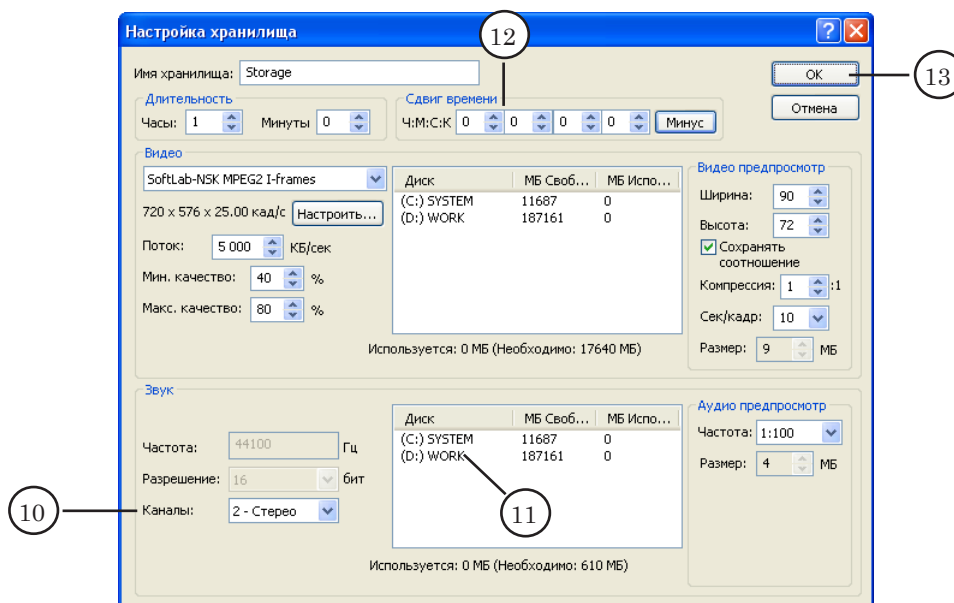 Настройка хранилища
12
Имя хранилища: Storage
OK
13
Длительность
Сдвиг времени
Отмена
Часы: 1 Минуты 0
Ч:М:С:К 0 0 0 0 Минус
Видео
Видео предпросмотр
SoftLab-NSK MPEG2 I-frames
Диск МБ Своб... МБ Испо...
(C:) SYSTEM 11687 0
(D:) WORK 187161 0
Ширина: 90
720 x 576 x 25.00 кад/с Настроить...
Высота: 72
Поток: 5 000 КБ/сек
Сохранять
соотношение
Мин. качество: 40 %
Компрессия: 1 :1
Макс. качество: 80 %
Сек/кадр: 10
Используется: 0 МБ (Необходимо: 17640 МБ)
Размер: 9 МБ
Звук
Аудио предпросмотр
Диск МБ Своб... МБ Испо...
(C:) SYSTEM 11687 0
(D:) WORK 187161 0
Частота: 1:100
Частота: 44100 Гц
Размер: 4 МБ
Разрешение: 16 бит
10
Каналы: 2 - Стерео
11
Используется: 0 МБ (Необходимо: 610 МБ)